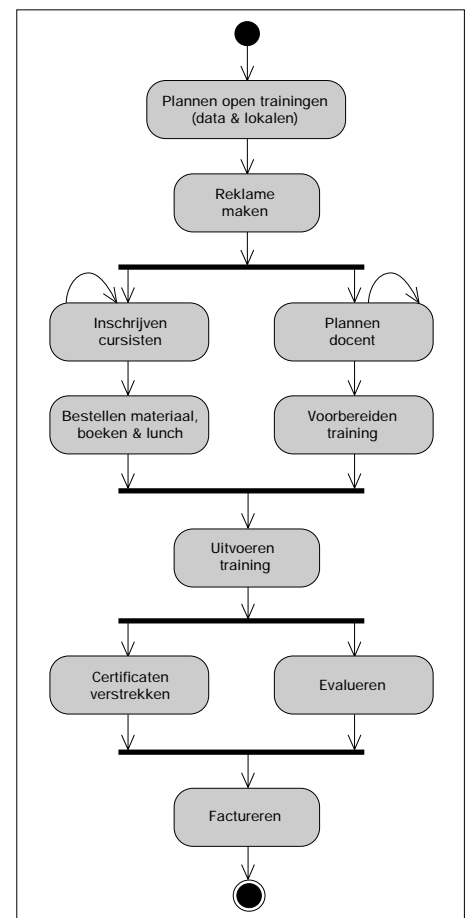 Plannen open trainingen
(data & lokalen)
Reklame
maken
Inschrijven
cursisten
Plannen
docent
Bestellen materiaal,
boeken & lunch
Voorbereiden
training
Uitvoeren
training
Certificaten
verstrekken
Evalueren
Factureren